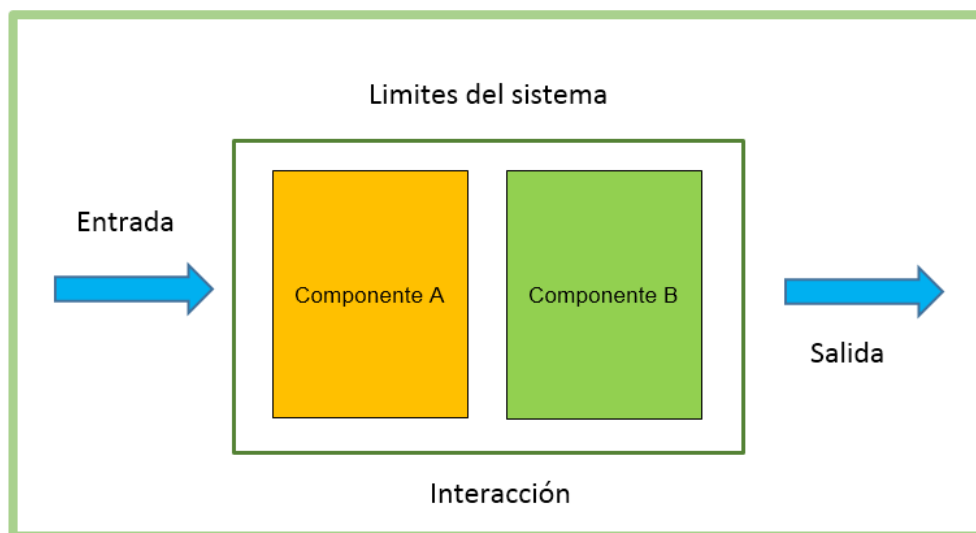 Limites del sistema
Entrada
Componente A
Componente B
Salida
Interacción